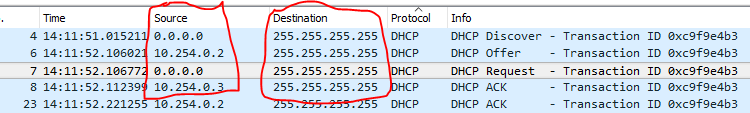 . Time Source Destination Protocol Info
4 14:11:51.015211 0.0.0.0 255.255.255.255 DHCP DHCP Discover - Transaction ID 0xc9f9e4b3
6 14:11:52.106021 10.254.0.2 255.255.255.255 DHCP DHCP Offer - Transaction ID 0xc9f9e4b3
7 14:11:52.106772 0.0.0.0 255.255.255.255 DHCP DHCP Request - Transaction ID 0xc9f9e4b3
8 14:11:52.112399 10.254.0.3 255.255.255.255 DHCP DHCP ACK - Transaction ID 0xc9f9e4b3
23 14:11:52.221255 10.254.0.2 255.255.255.255 DHCP DHCP ACK - Transaction ID 0xc9f9e4b3